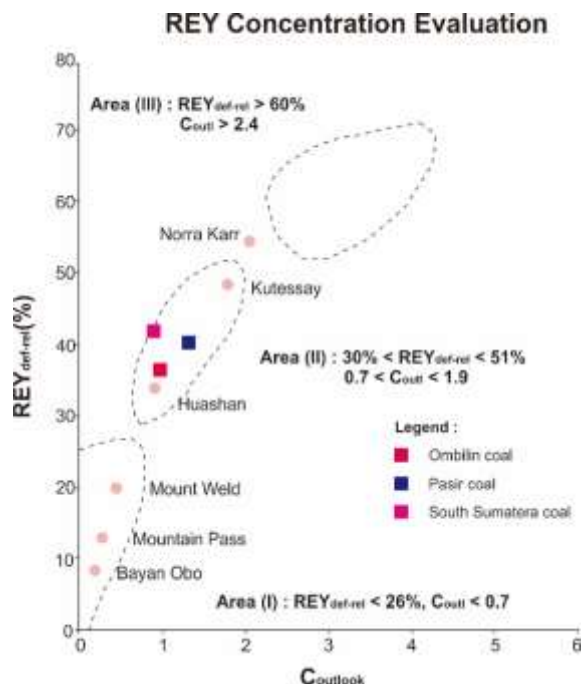 REY Concentration Evaluation
80
Area (III) : REYdef-rel > 60%
Coutl > 2.4
70
60
Norra Karr
50
Kutessay
REYdef-rel(%)
40
Area (II) : 30% < REYdef-rel < 51%
0.7 < Coutl < 1.9
Huashan
30
Legend :
Ombilin coal
Pasir coal
South Sumatera coal
20
Mount Weld
Mountain Pass
10
Bayan Obo
Area (I) : REYdef-rel < 26%, Coutl < 0.7
0
0 1 2 3 4 5 6
Coutlook